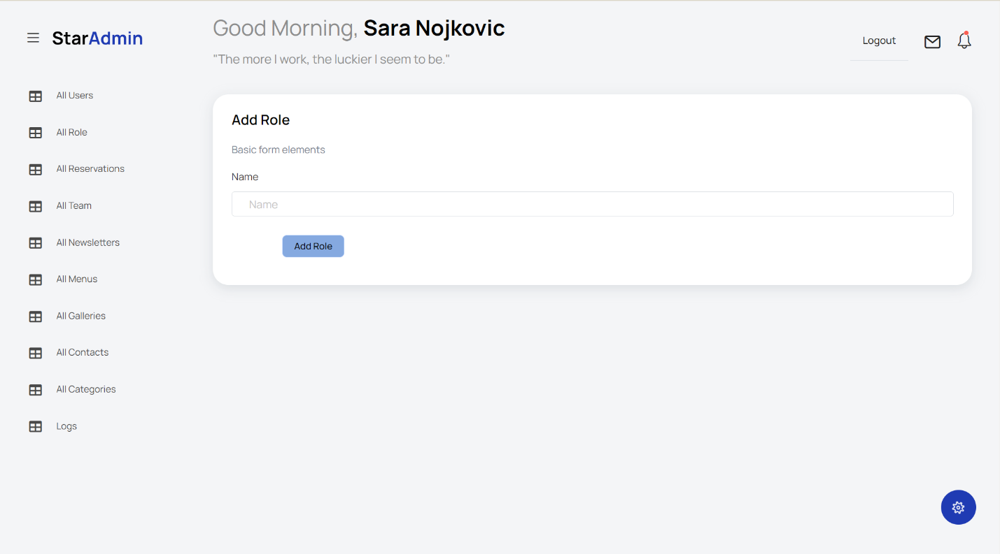 StarAdmin
Good Morning, Sara Nojkovic
"The more I work, the luckier I seem to be."
Logout
All Users
All Role
All Reservations
All Team
All Newsletters
All Menus
All Galleries
All Contacts
All Categories
Logs
Add Role
Basic form elements
Name
Name
Add Role